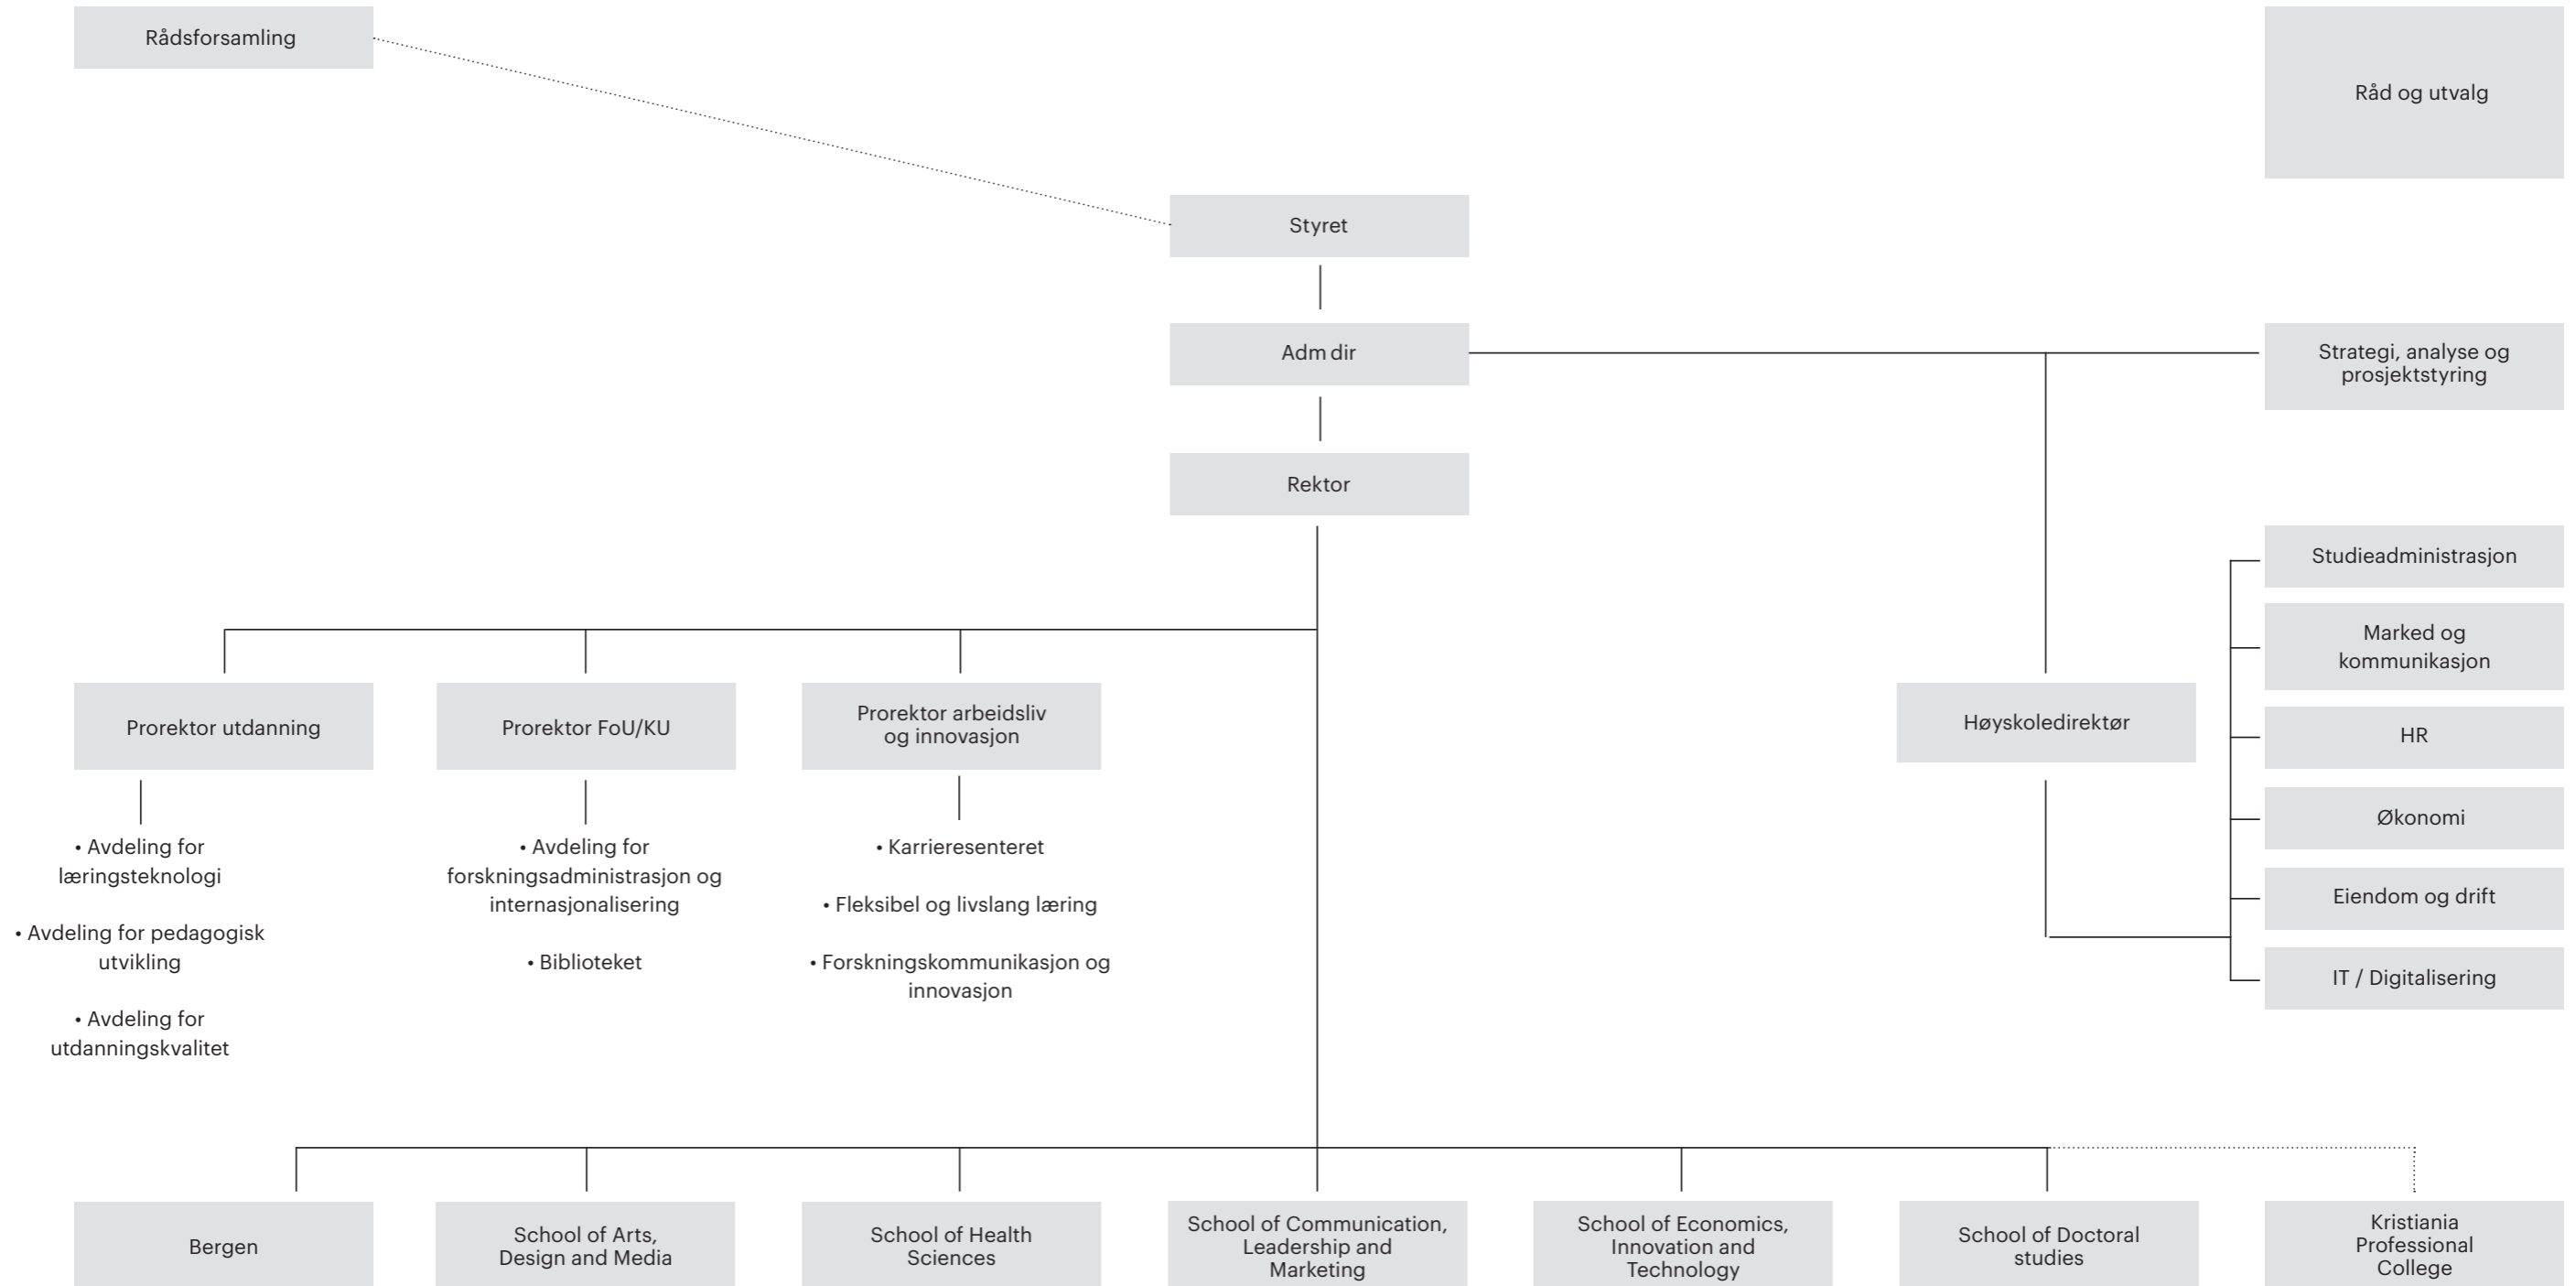 Rådsforsamling
Råd og utvalg
Styret
Adm dir
Strategi, analyse og
prosjektstyring
Rektor
Studieadministrasjon
Marked og
kommunikasjon
HR
Økonomi
Eiendom og drift
IT / Digitalisering
Høyskoledirektør
Prorektor utdanning
• Avdeling for
læringsteknologi
• Avdeling for pedagogisk
utvikling
• Avdeling for
utdanningskvalitet
Prorektor FoU/KU
• Avdeling for
forskningsadministrasjon og
internasjonalisering
• Biblioteket
Prorektor arbeidsliv
og innovasjon
• Karrieresenteret
• Fleksibel og livslang læring
• Forskningskommunikasjon og
innovasjon
Bergen
School of Arts,
Design and Media
School of Health
Sciences
School of Communication,
Leadership and
Marketing
School of Economics,
Innovation and
Technology
School of Doctoral
studies
Kristiania
Professional
College